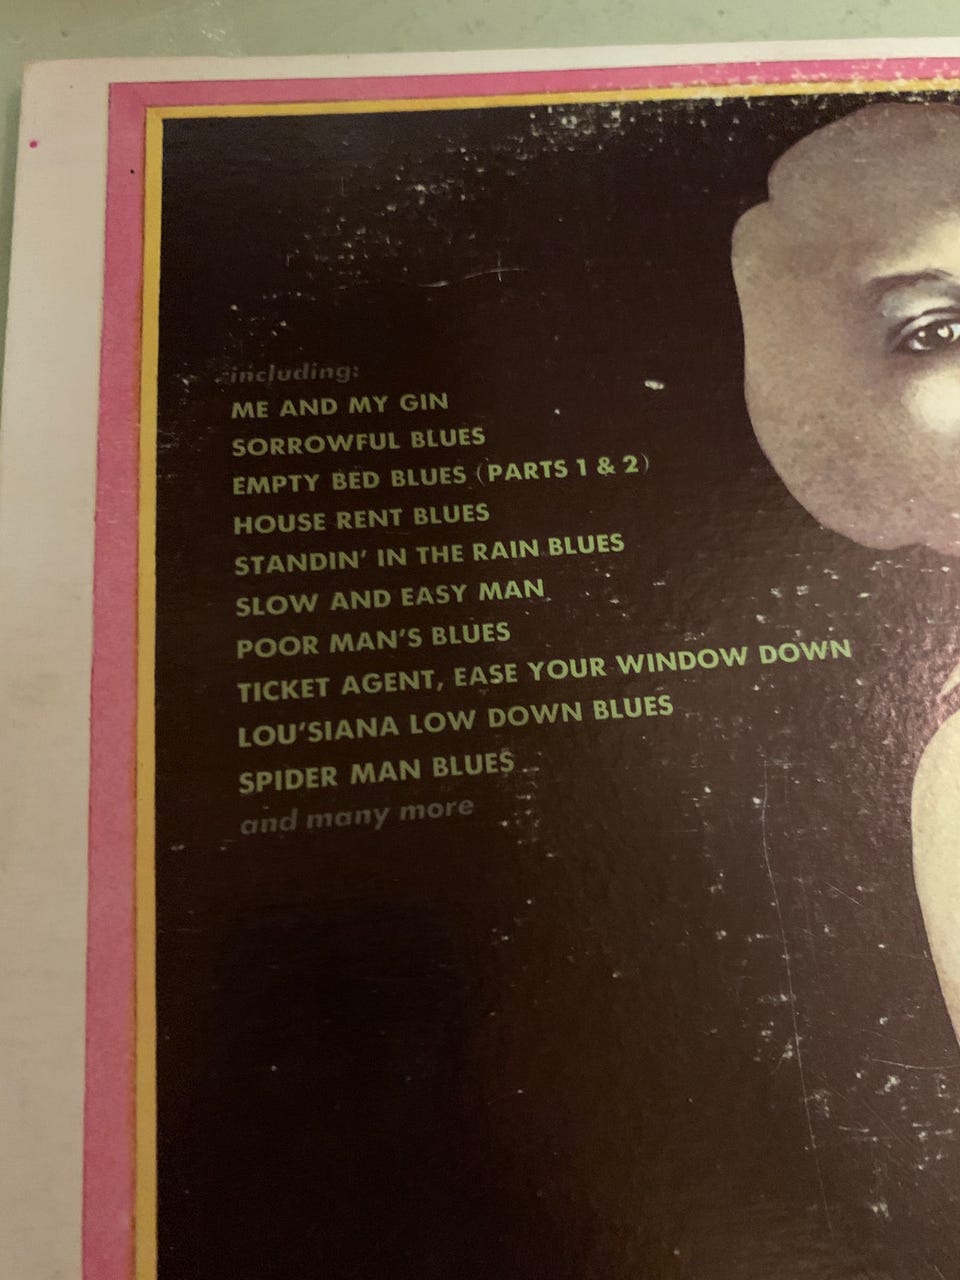 including:
ME AND MY GIN
SORROWFUL BLUES
EMPTY BED BLUES (PARTS 1 & 2)
HOUSE RENT BLUES
STANDIN' IN THE RAIN BLUES
SLOW AND EASY MAN
POOR MAN'S BLUES
TICKET AGENT, EASE YOUR WINDOW DOWN
LOU'SIANA LOW DOWN BLUES
SPIDER MAN BLUES
and many more